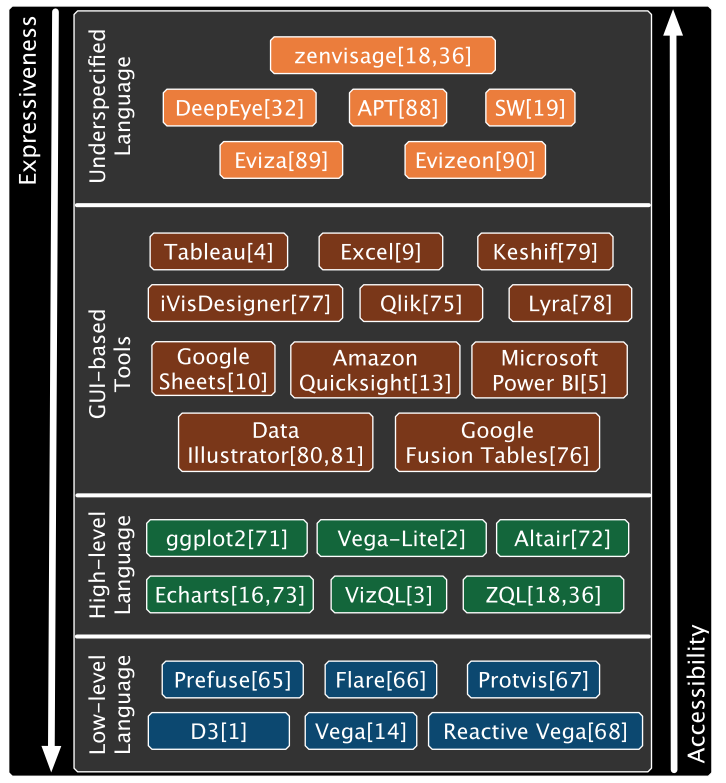 Expressiveness
Underspecified
Language
zenvisage[18,36]
DeepEye[32]
APT[88]
SW[19]
Eviza[89]
Evizeon[90]
GUI-based
Tools
Tableau[4]
Excel[9]
Keshif[79]
iVisDesigner[77]
Qlik[75]
Lyra[78]
Google
Sheets[10]
Amazon
Quicksight[13]
Microsoft
Power BI[5]
Data
Illustrator[80,81]
Google
Fusion Tables[76]
High-level
Language
ggplot2[71]
Vega-Lite[2]
Altair[72]
Echarts[16,73]
VizQL[3]
ZQL[18,36]
Low-level
Language
Prefuse[65]
Flare[66]
Protvis[67]
D3[1]
Vega[14]
Reactive Vega[68]
Accessibility